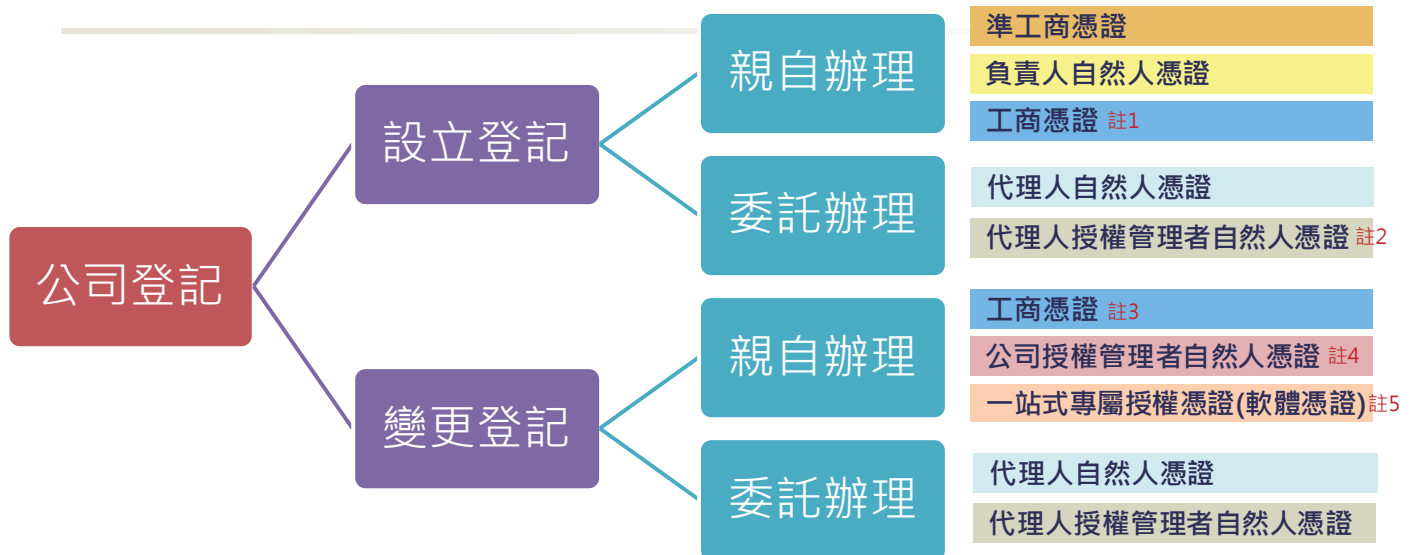 公司登記
設立登記
親自辦理
準工商憑證
負責人自然人憑證
工商憑證 註1
委託辦理
代理人自然人憑證
代理人授權管理者自然人憑證 註2
變更登記
親自辦理
工商憑證 註3
公司授權管理者自然人憑證 註4
一站式專屬授權憑證(軟體憑證)註5
委託辦理
代理人自然人憑證
代理人授權管理者自然人憑證